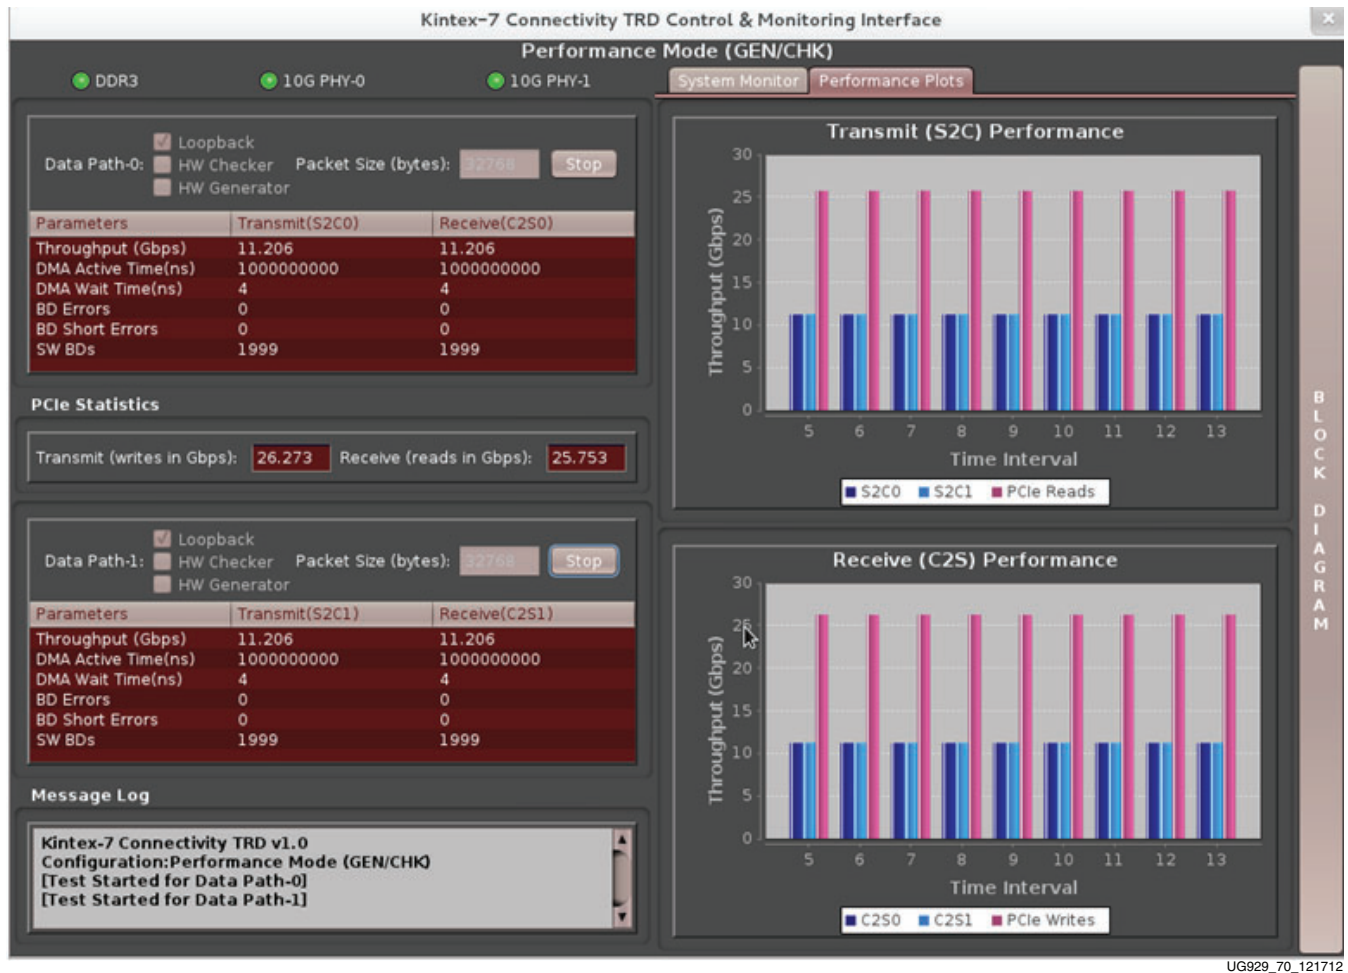 Kintex-7 Connectivity TRD Control & Monitoring Interface
×
Performance Mode (GEN/CHK)
DDR3 10G PHY-0 10G PHY-1
System Monitor Performance Plots
Loopback
Data Path-0: HW Checker Packet Size (bytes): 32768 Stop
HW Generator
Parameters Transmit(S2C0) Receive(C2S0)
Throughput (Gbps) 11.206 11.206
DMA Active Time(ns) 1000000000 1000000000
DMA Wait Time(ns) 4 4
BD Errors 0 0
BD Short Errors 0 0
SW BDs 1999 1999
PCIe Statistics
Transmit (writes in Gbps): 26.273 Receive (reads in Gbps): 25.753
Loopback
Data Path-1: HW Checker Packet Size (bytes): 32768 Stop
HW Generator
Parameters Transmit(S2C1) Receive(C2S1)
Throughput (Gbps) 11.206 11.206
DMA Active Time(ns) 1000000000 1000000000
DMA Wait Time(ns) 4 4
BD Errors 0 0
BD Short Errors 0 0
SW BDs 1999 1999
Message Log
Kintex-7 Connectivity TRD v1.0
Configuration:Performance Mode (GEN/CHK)
[Test Started for Data Path-0]
[Test Started for Data Path-1]
Transmit (S2C) Performance
Throughput (Gbps)
30
25
20
15
10
5
0
5 6 7 8 9 10 11 12 13
Time Interval
S2C0 S2C1 PCIe Reads
Receive (C2S) Performance
Throughput (Gbps)
30
25
20
15
10
5
0
5 6 7 8 9 10 11 12 13
Time Interval
C2S0 C2S1 PCIe Writes
BLOCK DIAGRAM
UG929_70_121712